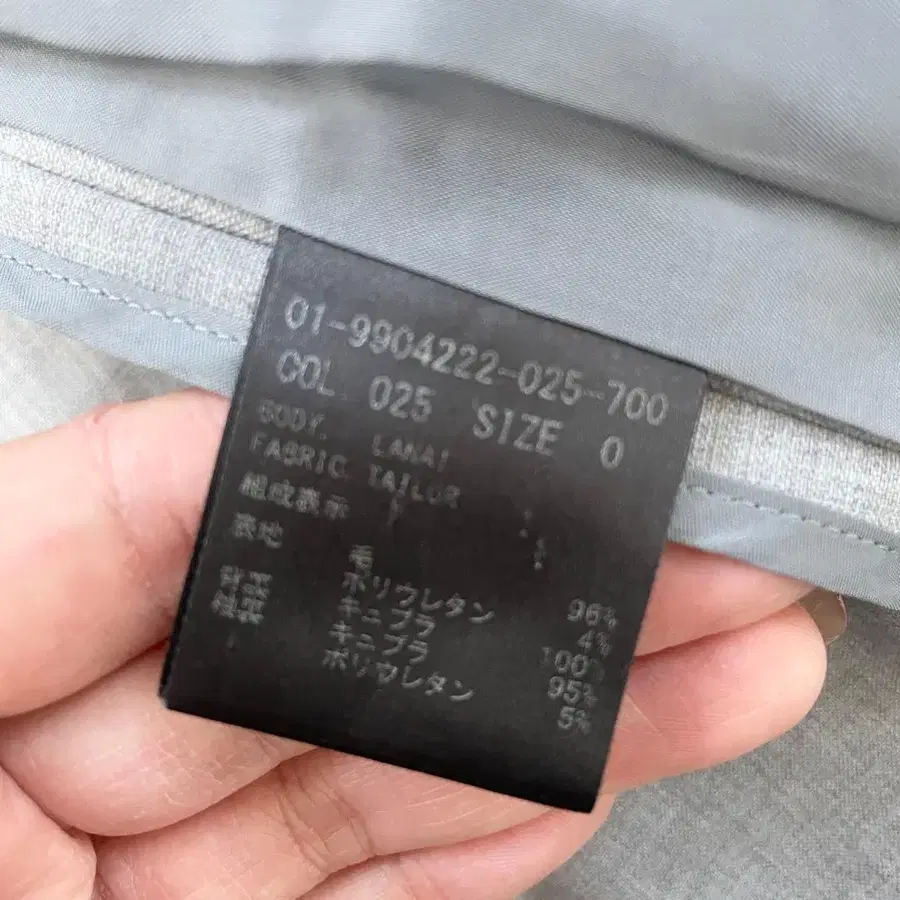 01-9904222-025-700
COL. 025 SIZE 0
BODY. LANAI
FABRIC. TAILOR
組成表示
表地 毛 96%
ポリウレタン 4%
背裏 キュプラ 100%
袖裏 キュプラ 95%
ポリウレタン 5%